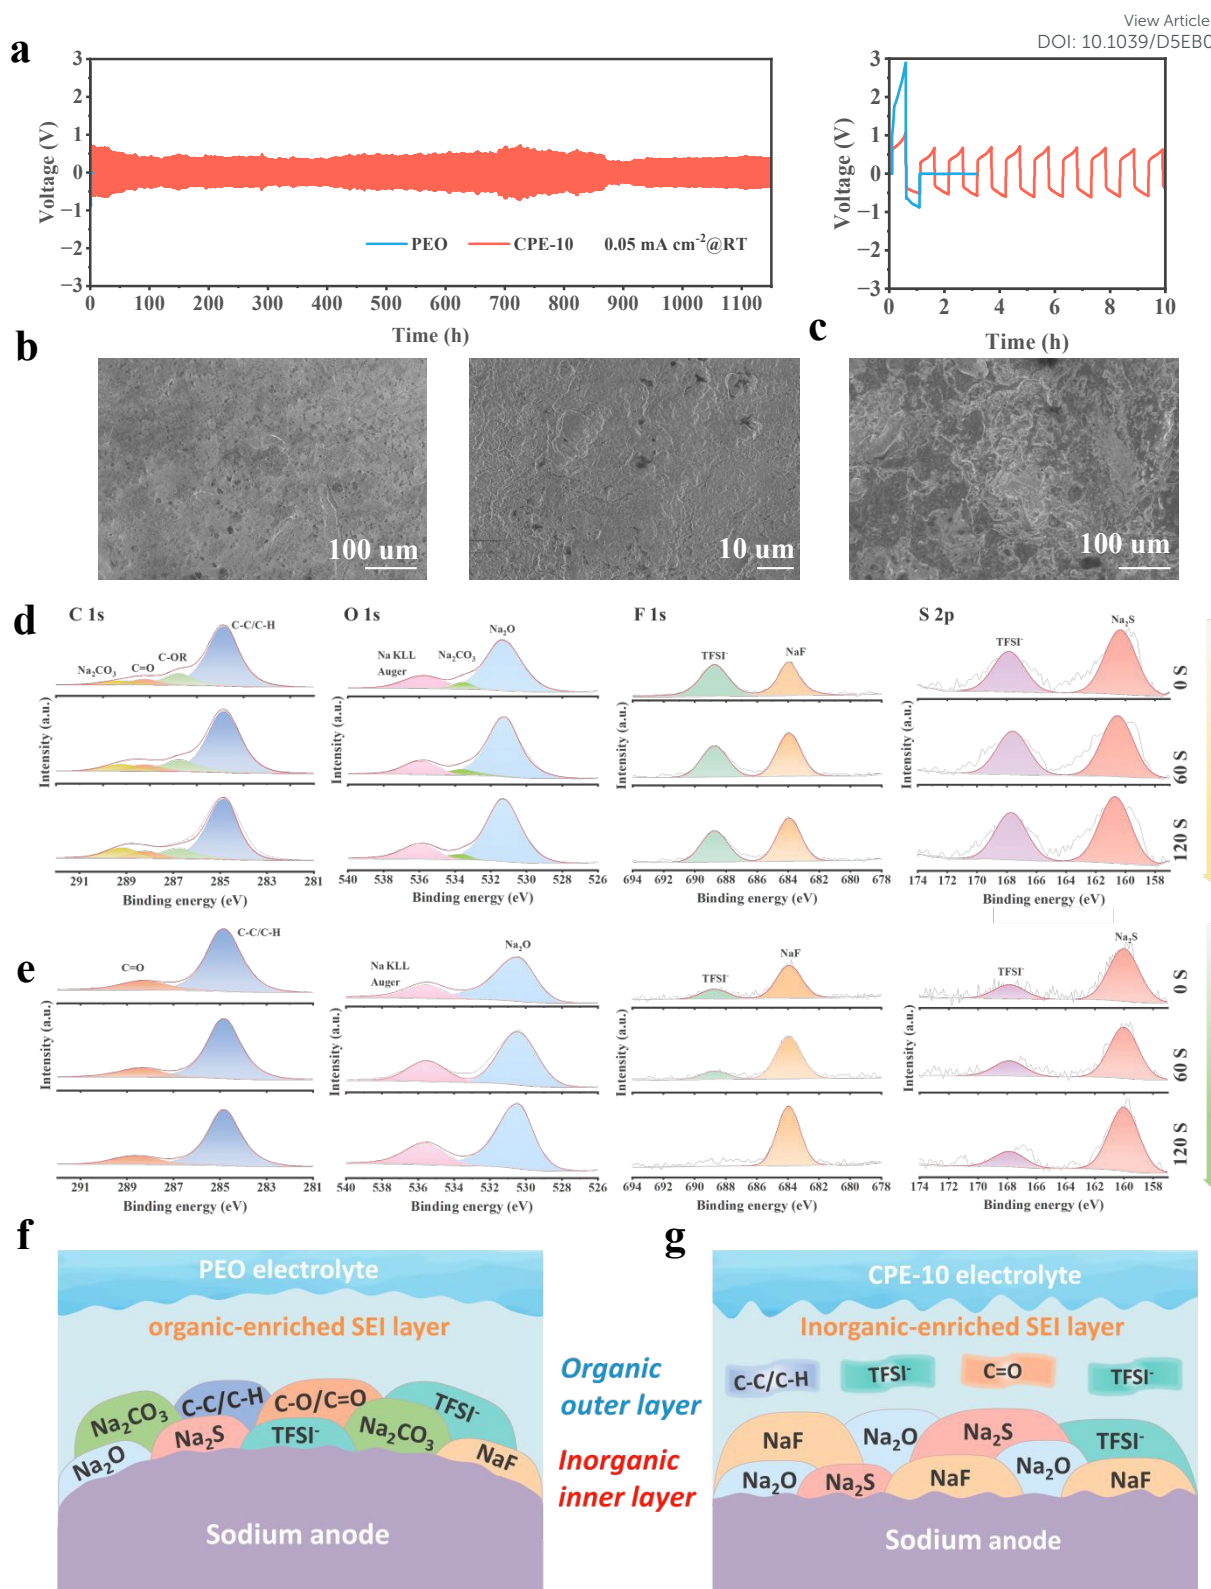 View Article
DOI: 10.1039/D5EB0
a
3
2
1
0
−1
−2
−3
Voltage (V)
PEO
CPE-10
0.05 mA cm⁻²@RT
0 100 200 300 400 500 600 700 800 900 1000 1100
Time (h)
3
2
1
0
−1
−2
−3
Voltage (V)
0 2 4 6 8 10
Time (h)
b
100 um
10 um
c
100 um
d
C 1s
C-C/C-H
C-OR
C=O
Na₂CO₃
Intensity (a.u.)
291 289 287 285 283 281
Binding energy (eV)
O 1s
Na₂O
Na KLL
Auger
Na₂CO₃
Intensity (a.u.)
540 538 536 534 532 530 528 526
Binding energy (eV)
F 1s
TFSI⁻
NaF
Intensity (a.u.)
694 692 690 688 686 684 682 680 678
Binding energy (eV)
S 2p
Na₂S
TFSI⁻
Intensity (a.u.)
174 172 170 168 166 164 162 160 158
Binding energy (eV)
0 S
60 S
120 S
e
C-C/C-H
C=O
Intensity (a.u.)
291 289 287 285 283 281
Binding energy (eV)
Na₂O
Na KLL
Auger
Intensity (a.u.)
540 538 536 534 532 530 528 526
Binding energy (eV)
NaF
TFSI⁻
Intensity (a.u.)
694 692 690 688 686 684 682 680 678
Binding energy (eV)
Na₂S
TFSI⁻
Intensity (a.u.)
174 172 170 168 166 164 162 160 158
Binding energy (eV)
0 S
60 S
120 S
f
PEO electrolyte
organic-enriched SEI layer
Na₂CO₃
C-C/C-H
C-O/C=O
TFSI⁻
Na₂O
Na₂S
TFSI⁻
Na₂CO₃
NaF
Sodium anode
Organic
outer layer
Inorganic
inner layer
g
CPE-10 electrolyte
Inorganic-enriched SEI layer
C-C/C-H
TFSI⁻
C=O
TFSI⁻
NaF
Na₂O
Na₂S
TFSI⁻
Na₂O
Na₂S
NaF
Na₂O
NaF
Sodium anode